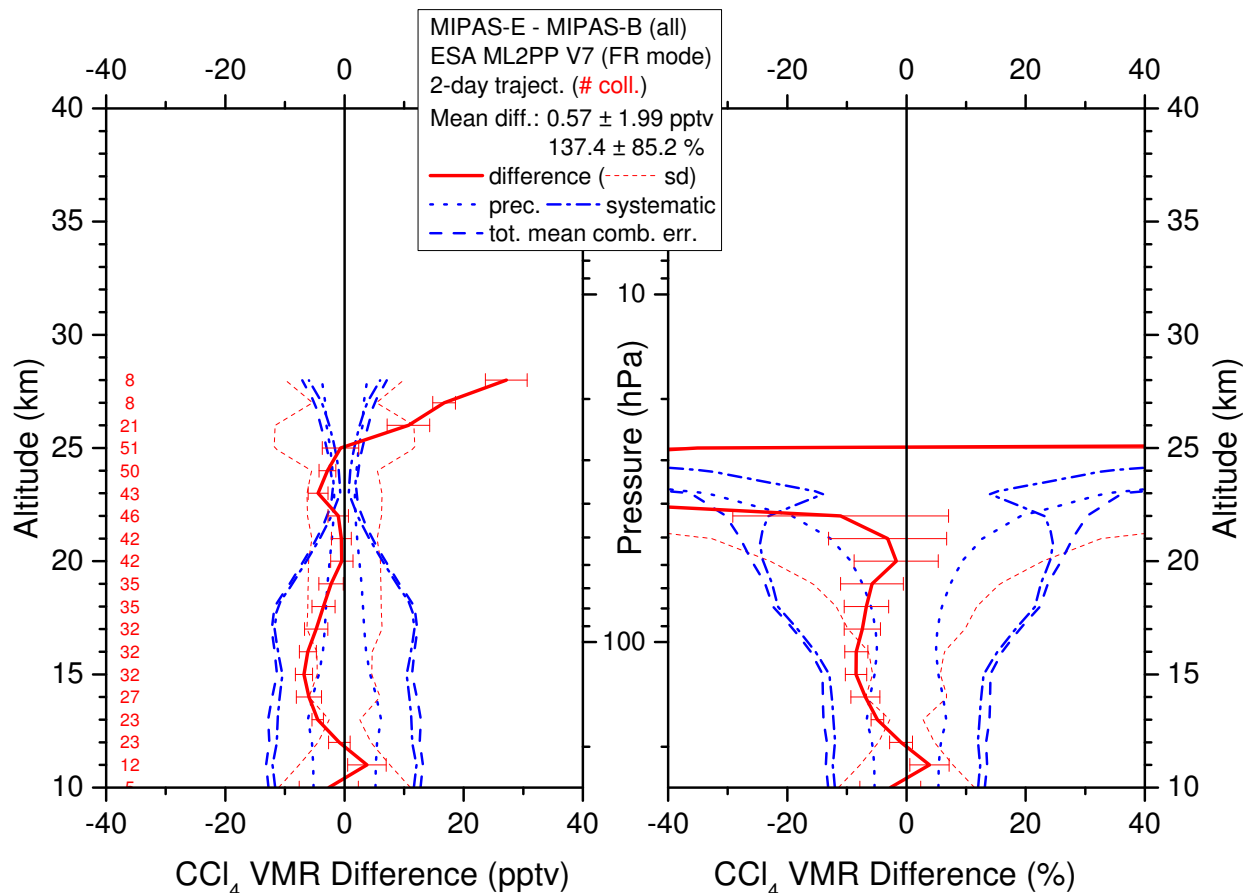 MIPAS-E - MIPAS-B (all)
ESA ML2PP V7 (FR mode)
2-day traject. (# coll.)
Mean diff.: 0.57 ± 1.99 pptv
137.4 ± 85.2 %
difference ( sd)
prec. systematic
tot. mean comb. err.
-40 -20 0 20 40
-40 -20 0 20 40
40
35
30
25
20
15
10
Altitude (km)
8
8
21
51
50
43
46
42
42
35
35
32
32
32
27
23
23
12
5
-40 -20 0 20 40
CCl₄ VMR Difference (pptv)
10
100
Pressure (hPa)
40
35
30
25
20
15
10
Altitude (km)
-40 -20 0 20 40
CCl₄ VMR Difference (%)